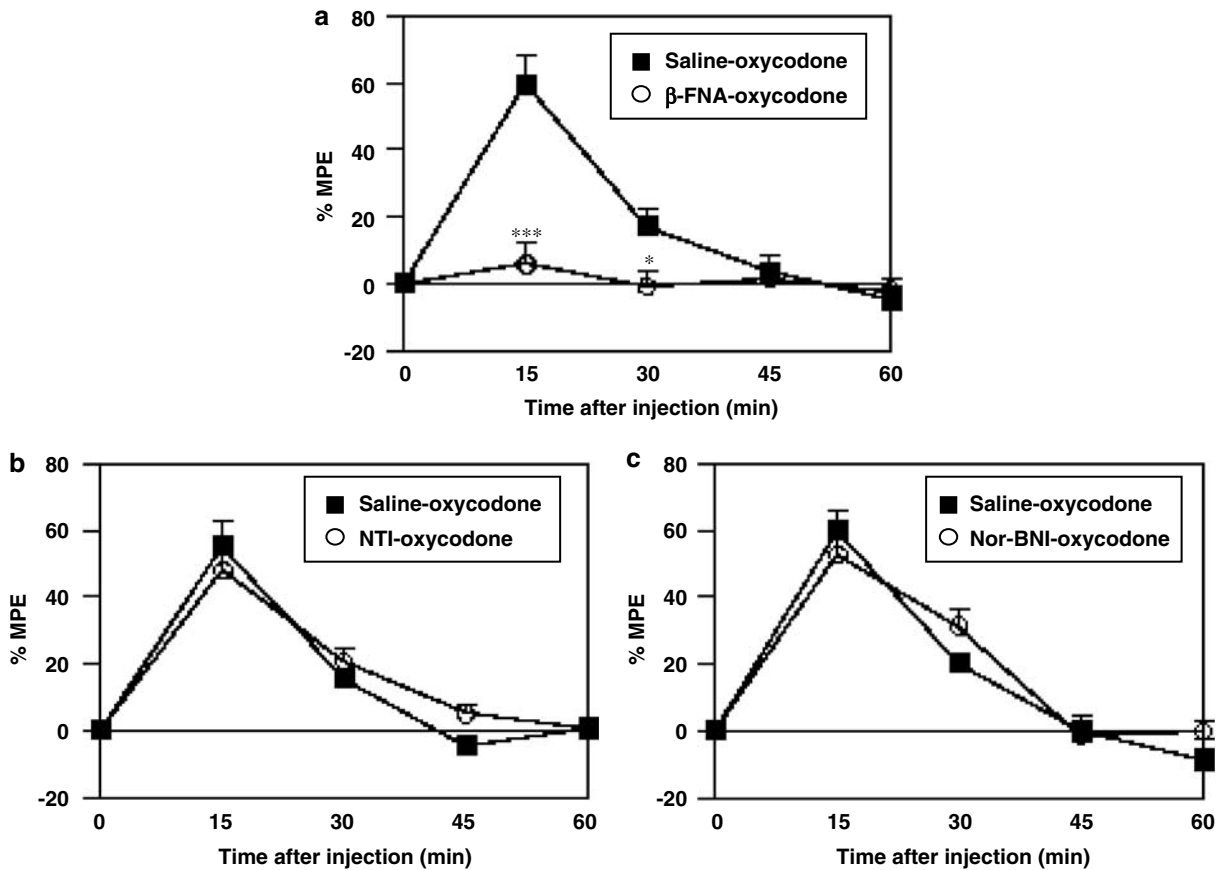 a
80
60
40
20
0
-20
% MPE
Saline-oxycodone
β-FNA-oxycodone
***
*
0 15 30 45 60
Time after injection (min)
b
80
60
40
20
0
-20
% MPE
Saline-oxycodone
NTI-oxycodone
0 15 30 45 60
Time after injection (min)
c
80
60
40
20
0
-20
% MPE
Saline-oxycodone
Nor-BNI-oxycodone
0 15 30 45 60
Time after injection (min)